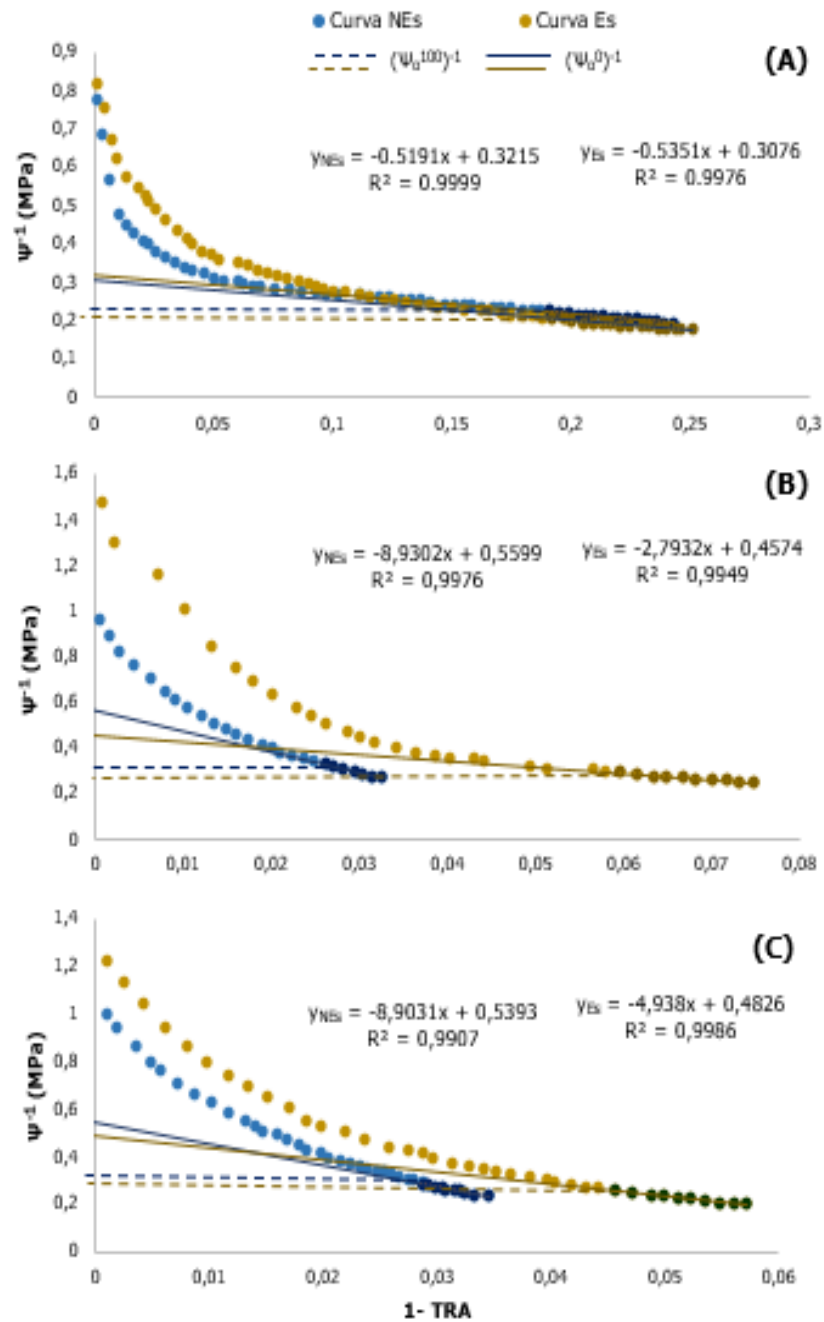 Curva NEs Curva Es
(Ψₒ¹⁰⁰)⁻¹ (Ψₒ⁰)⁻¹
(A)
0,9
0,8
0,7
0,6
0,5
0,4
0,3
0,2
0,1
0
Ψ⁻¹ (MPa)
yNEs = -0.5191x + 0.3215 yEs = -0.5351x + 0.3076
R² = 0.9999 R² = 0.9976
0 0,05 0,1 0,15 0,2 0,25 0,3
(B)
1,6
1,4
1,2
1
0,8
0,6
0,4
0,2
0
Ψ⁻¹ (MPa)
yNEs = -8,9302x + 0,5599 yEs = -2,7932x + 0,4574
R² = 0,9976 R² = 0,9949
0 0,01 0,02 0,03 0,04 0,05 0,06 0,07 0,08
(C)
1,4
1,2
1
0,8
0,6
0,4
0,2
0
Ψ⁻¹ (MPa)
yNEs = -8,9031x + 0,5393 yEs = -4,938x + 0,4826
R² = 0,9907 R² = 0,9986
0 0,01 0,02 0,03 0,04 0,05 0,06
1- TRA